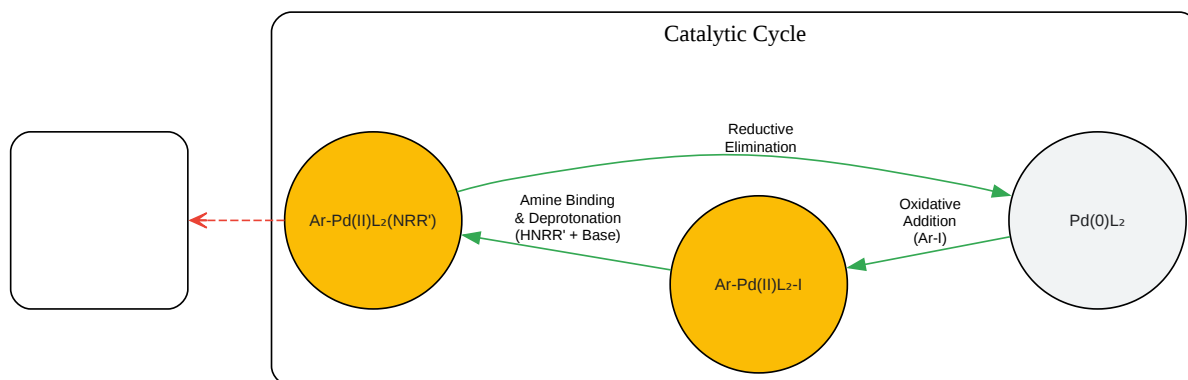 Catalytic Cycle
Reductive
Elimination
Amine Binding
& Deprotonation
(HNRR' + Base)
Oxidative
Addition
(Ar-I)
Ar-Pd(II)L₂(NRR')
Pd(0)L₂
Ar-Pd(II)L₂-I